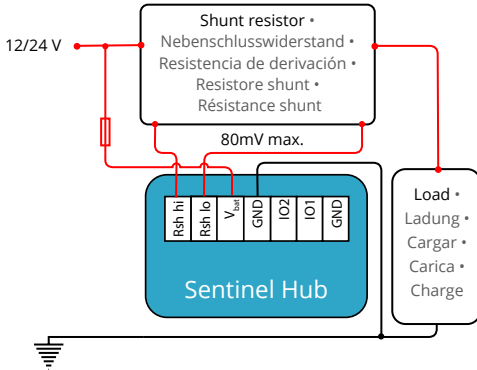 Shunt resistor •
Nebenschlusswiderstand •
Resistencia de derivación •
Resistore shunt •
Résistance shunt
12/24 V
80mV max.
Rsh hi
Rsh lo
Vbat
GND
IO2
IO1
GND
Sentinel Hub
Load •
Ladung •
Cargar •
Carica •
Charge